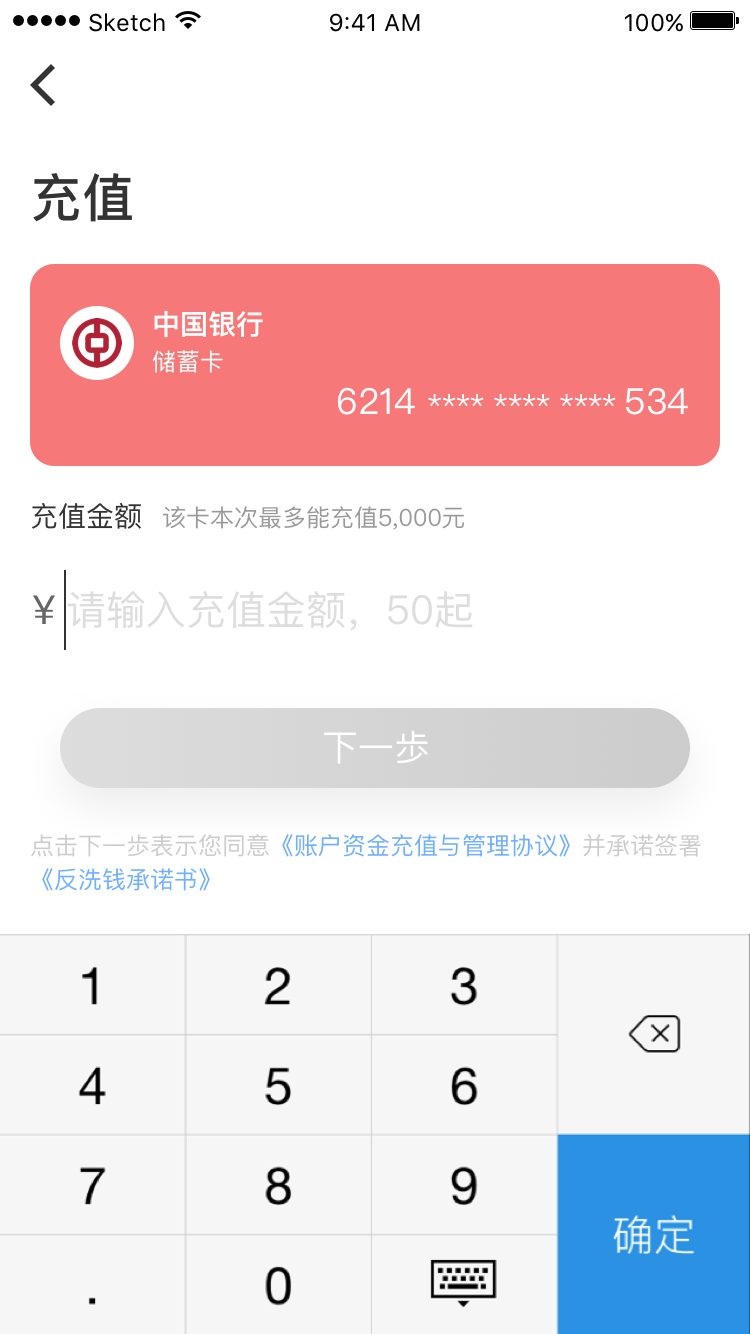 Sketch 9:41 AM 100%
充值
中国银行
储蓄卡
6214 **** **** **** 534
充值金额 该卡本次最多能充值5,000元
¥ 请输入充值金额，50起
下一步
点击下一步表示您同意《账户资金充值与管理协议》并承诺签署
《反洗钱承诺书》
1 2 3
4 5 6
7 8 9
确定
. 0